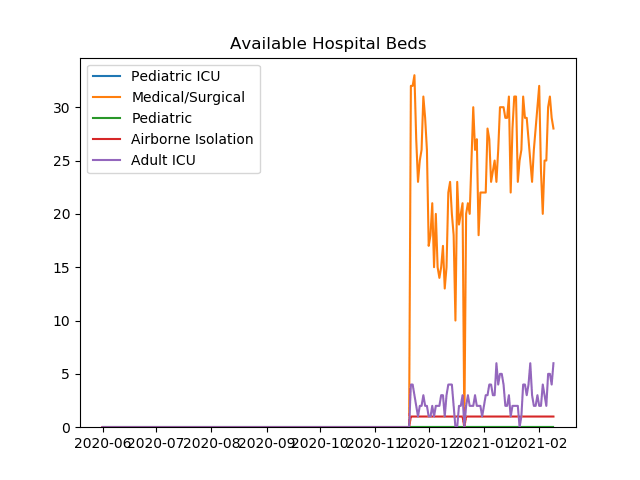 Available Hospital Beds
Pediatric ICU
Medical/Surgical
Pediatric
Airborne Isolation
Adult ICU
30
25
20
15
10
5
0
2020-06 2020-07 2020-08 2020-09 2020-10 2020-11 2020-12 2021-01 2021-02